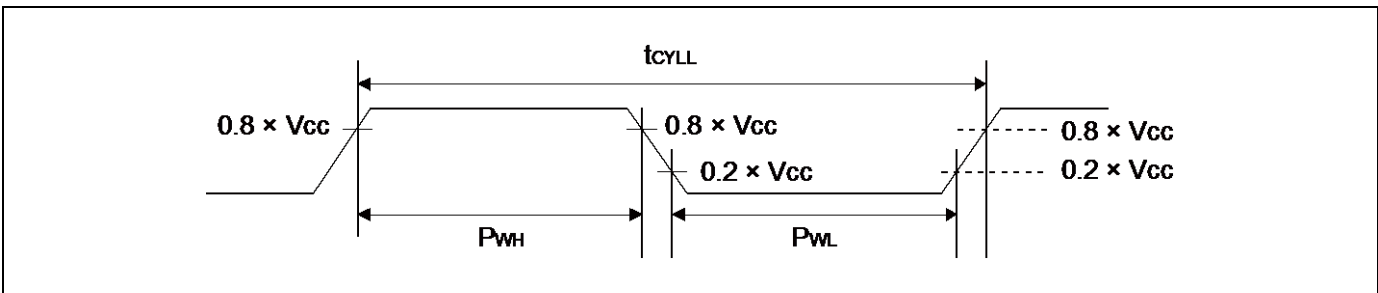 tCYLL
0.8 × VCC
0.8 × VCC
0.8 × VCC
0.2 × VCC
0.2 × VCC
PWH
PWL